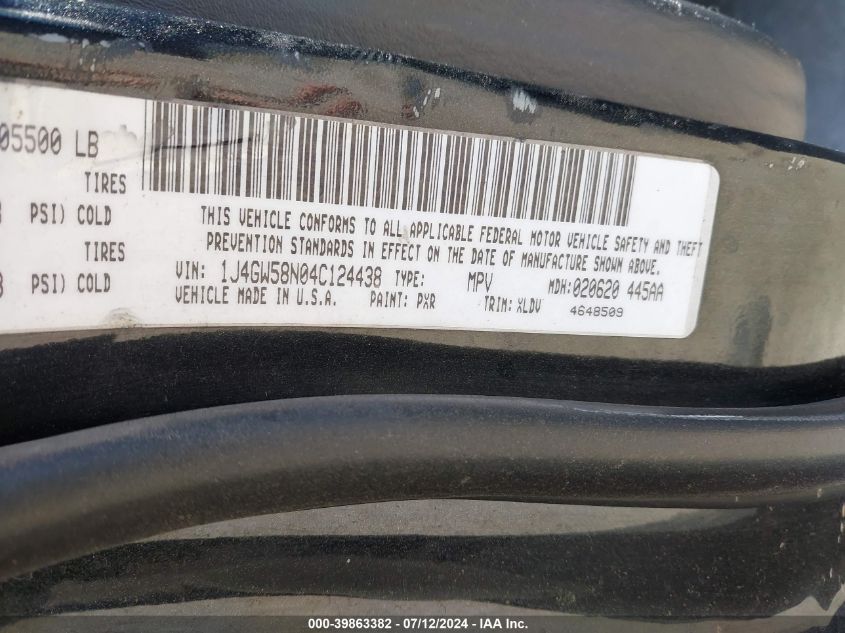 05500 LB
TIRES
PSI) COLD
TIRES
PSI) COLD
THIS VEHICLE CONFORMS TO ALL APPLICABLE FEDERAL MOTOR VEHICLE SAFETY AND THEFT
PREVENTION STANDARDS IN EFFECT ON THE DATE OF MANUFACTURE SHOWN ABOVE.
VIN: 1J4GW58N04C124438 TYPE: MPV MDH: 020620 445AA
VEHICLE MADE IN U.S.A. PAINT: PXR TRIM: XLDV 4648509
000-39863382 - 07/12/2024 - IAA Inc.